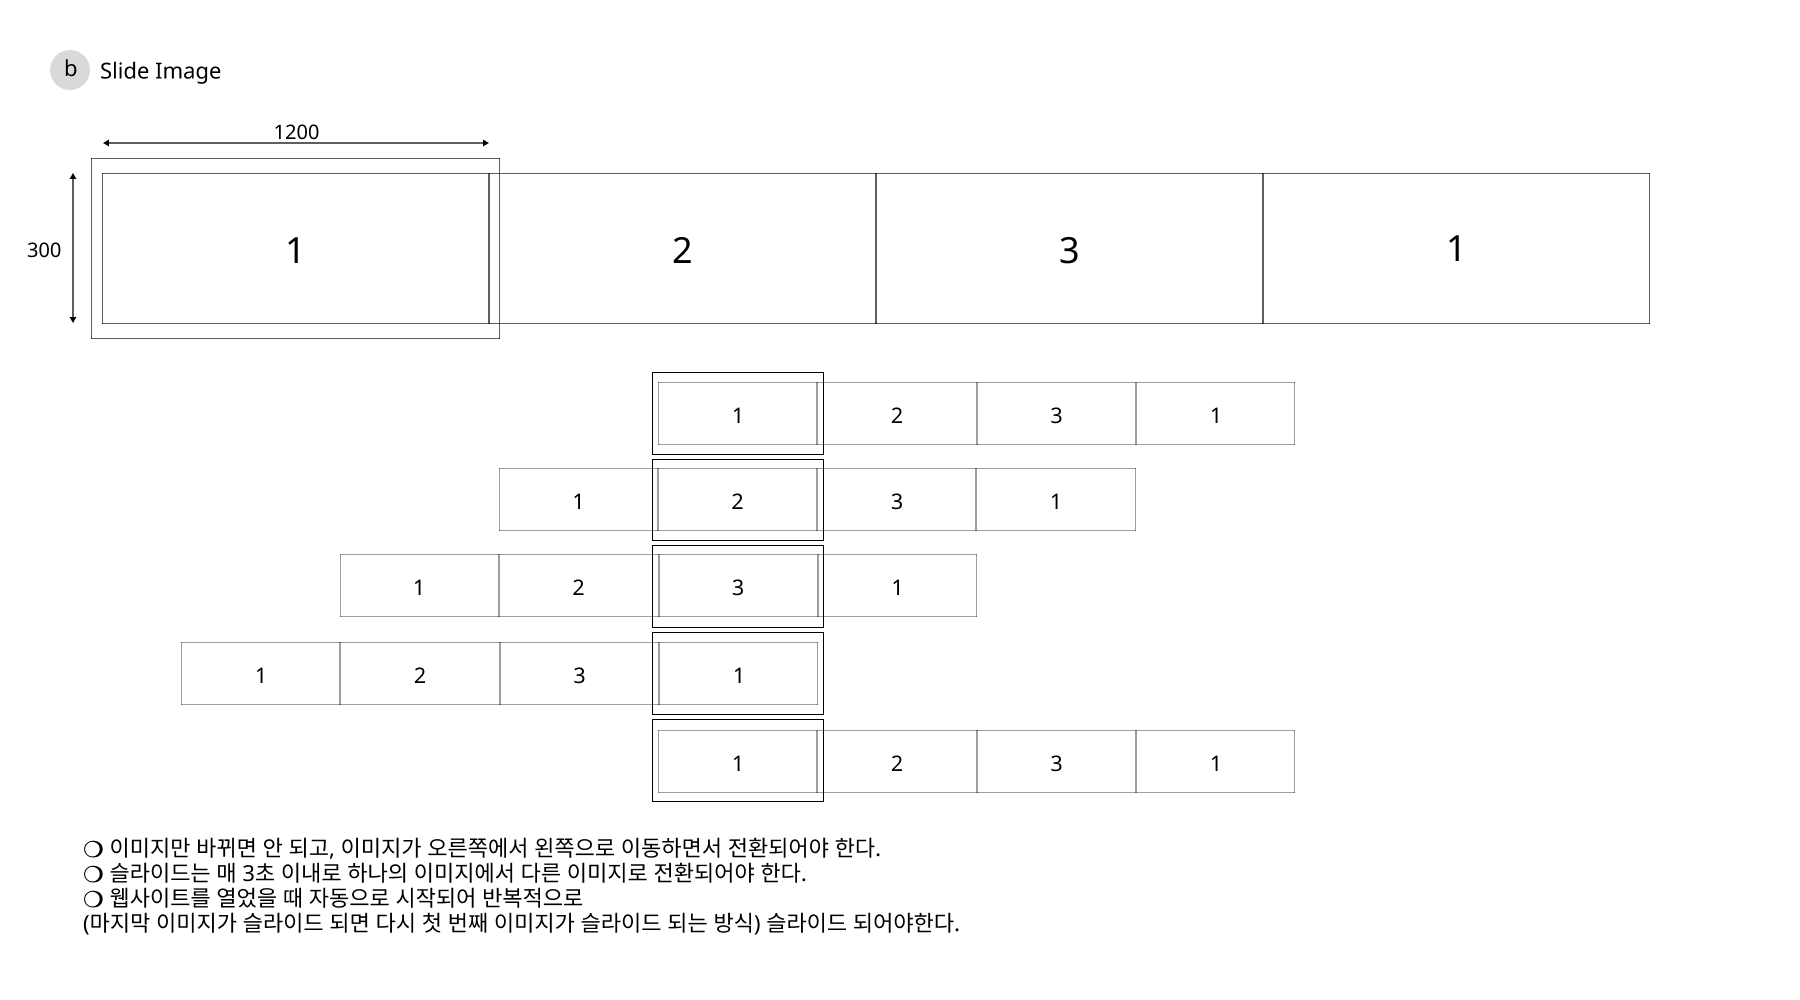 b Slide Image
1200
300
1 2 3 1
1 2 3 1
1 2 3 1
1 2 3 1
1 2 3 1
1 2 3 1
❍ 이미지만 바뀌면 안 되고, 이미지가 오른쪽에서 왼쪽으로 이동하면서 전환되어야 한다.
❍ 슬라이드는 매 3초 이내로 하나의 이미지에서 다른 이미지로 전환되어야 한다.
❍ 웹사이트를 열었을 때 자동으로 시작되어 반복적으로
(마지막 이미지가 슬라이드 되면 다시 첫 번째 이미지가 슬라이드 되는 방식) 슬라이드 되어야한다.